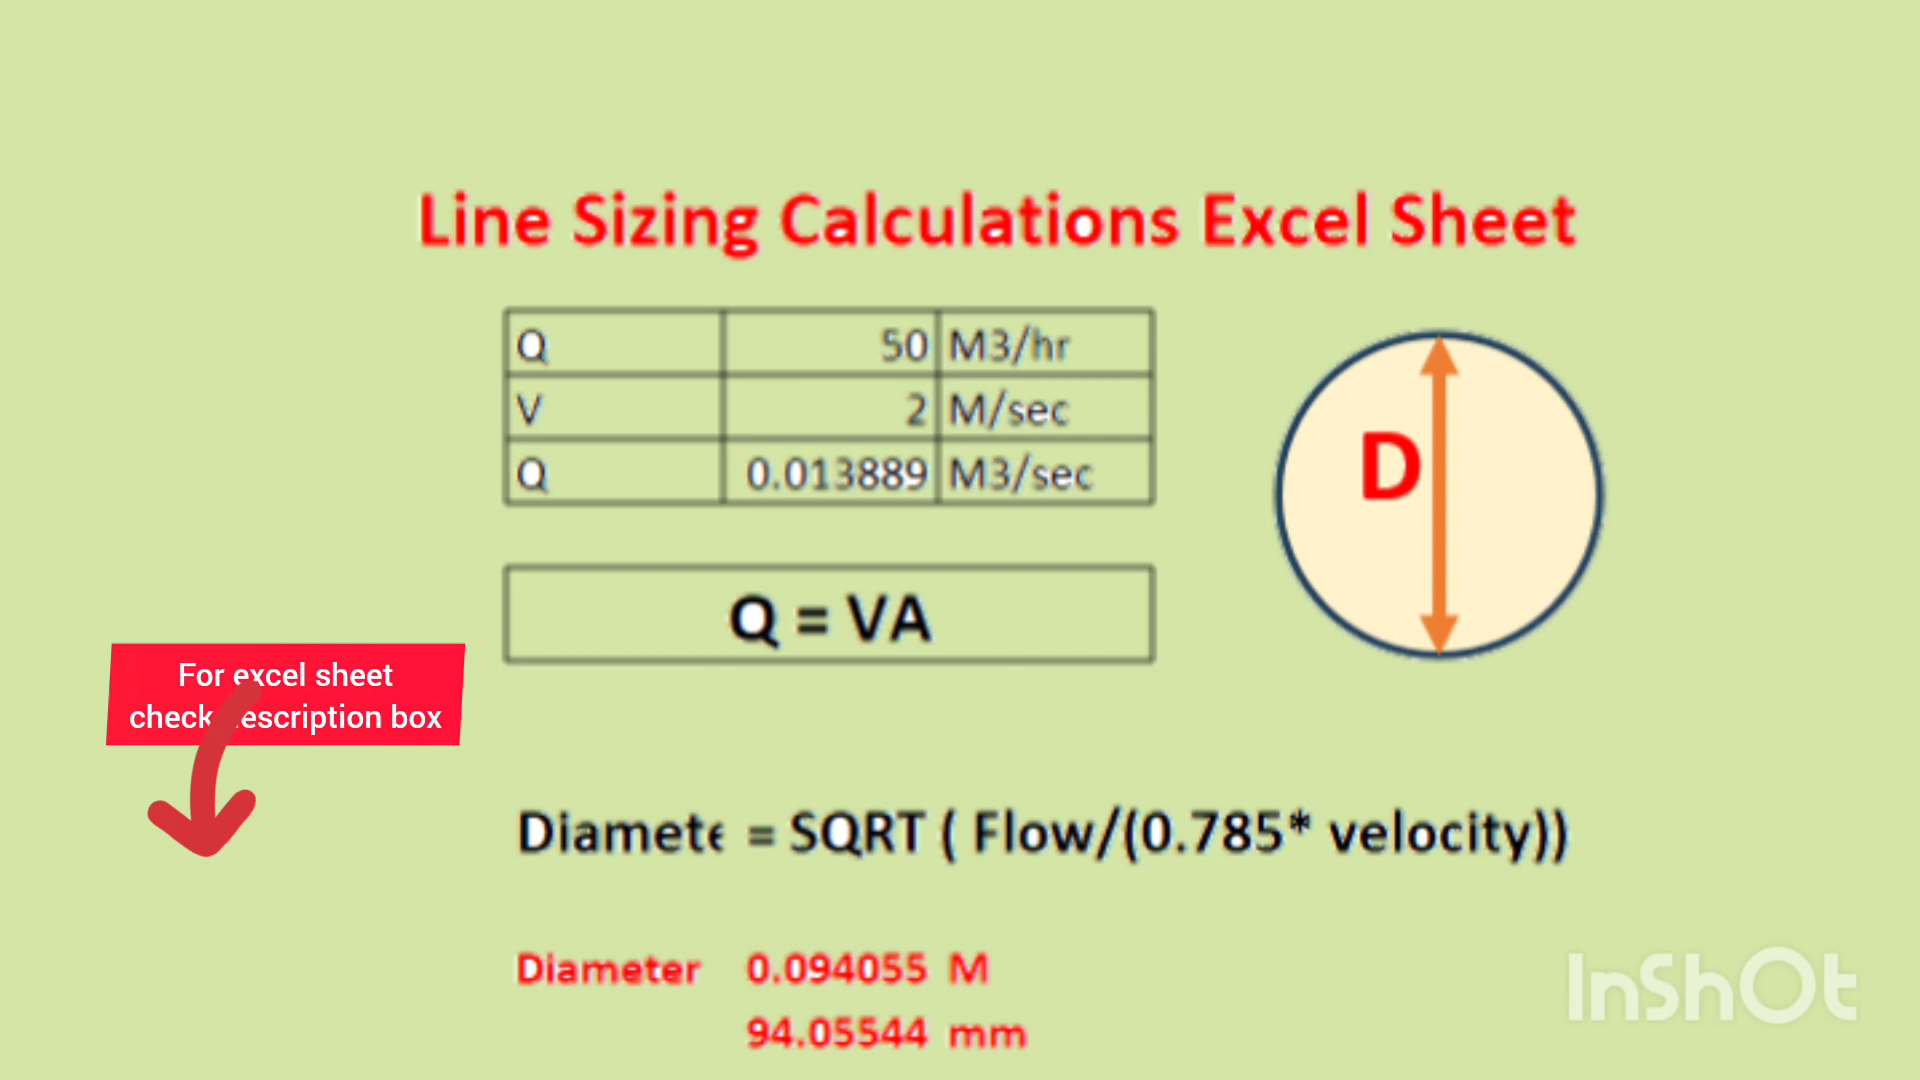 Line Sizing Calculations Excel Sheet
Q 50 M3/hr
V 2 M/sec
Q 0.013889 M3/sec
D
Q = VA
For excel sheet
check description box
Diamete = SQRT ( Flow/(0.785* velocity))
Diameter 0.094055 M
94.05544 mm
InShOt